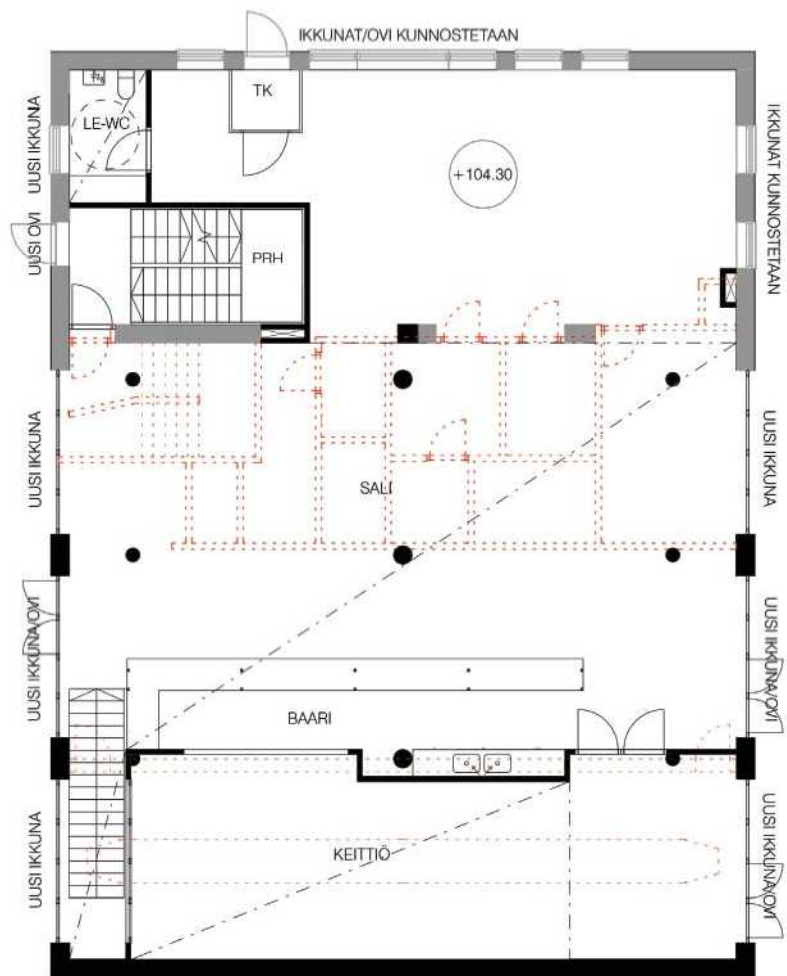 IKKUNAT/OVI KUNNOSTETAAN
TK
LE-WC
UUSI IKKUNA
IKKUNAT KUNNOSTETAAN
+104.30
UUSI OVI
PRH
UUSI IKKUNA
SALI
UUSI IKKUNA
UUSI IKKUNA/OVI
UUSI IKKUNA/OVI
BAARI
UUSI IKKUNA
KEITTIÖ
UUSI IKKUNA/OVI